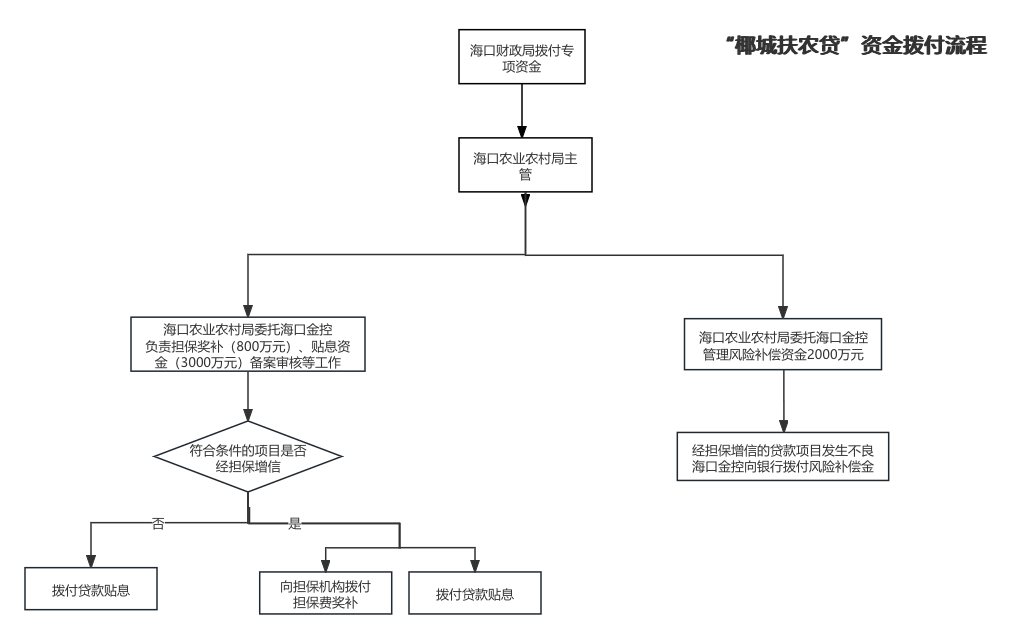 “椰城扶农贷”资金拨付流程
海口财政局拨付专
项资金
海口农业农村局主
管
海口农业农村局委托海口金控
负责担保奖补（800万元）、贴息资
金（3000万元）备案审核等工作
海口农业农村局委托海口金控
管理风险补偿资金2000万元
符合条件的项目是否
经担保增信
经担保增信的贷款项目发生不良
海口金控向银行拨付风险补偿金
否
是
拨付贷款贴息
向担保机构拨付
担保费奖补
拨付贷款贴息